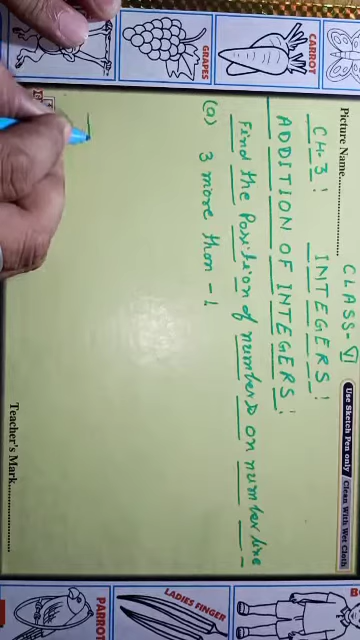 CLASS-VI
Picture Name.................
Use Sketch Pen only
Clean With Wet Cloth
CH.3: INTEGERS!
ADDITION OF INTEGERS:
Find the Position of numbers on number line
(a) 3 more than -1
Teacher's Mark..................
GRAPES
CARROT
PARROT
LADIES FINGER